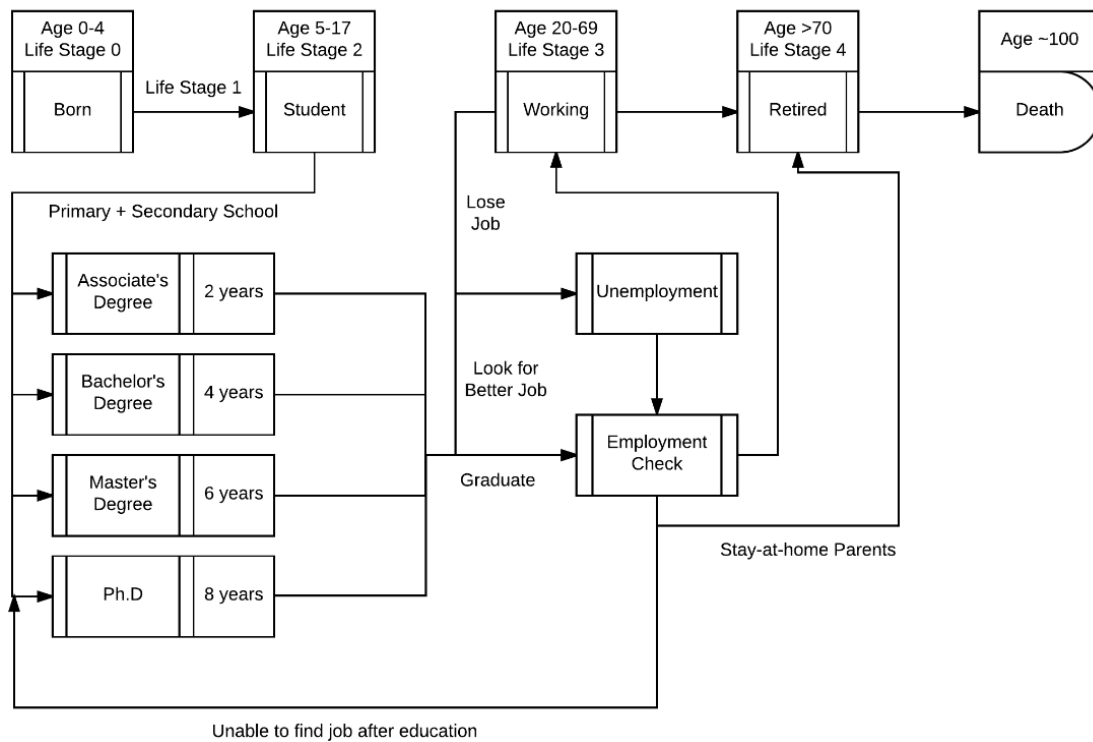 Age 0-4
Life Stage 0
Born
Life Stage 1
Age 5-17
Life Stage 2
Student
Age 20-69
Life Stage 3
Working
Age >70
Life Stage 4
Retired
Age ~100
Death
Primary + Secondary School
Associate's
Degree
2 years
Bachelor's
Degree
4 years
Master's
Degree
6 years
Ph.D
8 years
Lose
Job
Unemployment
Look for
Better Job
Graduate
Employment
Check
Stay-at-home Parents
Unable to find job after education